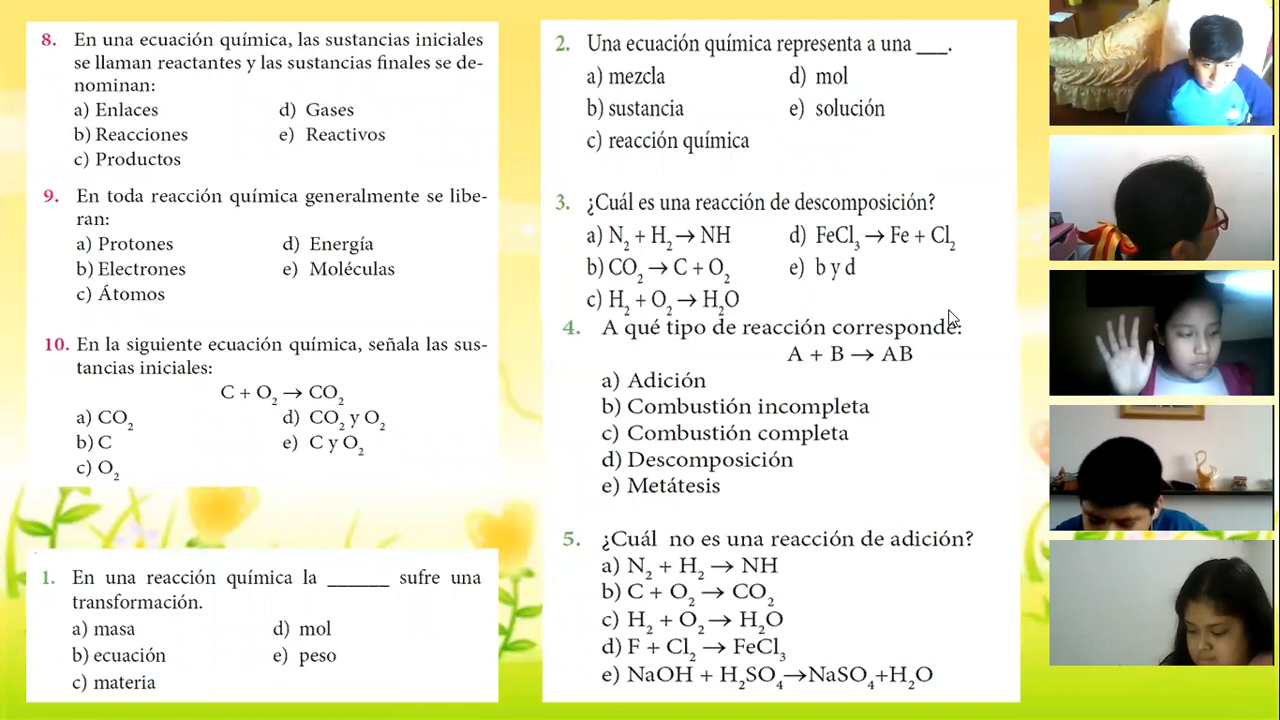 8. En una ecuación química, las sustancias iniciales
se llaman reactantes y las sustancias finales se de-
nominan:
a) Enlaces d) Gases
b) Reacciones e) Reactivos
c) Productos
9. En toda reacción química generalmente se libe-
ran:
a) Protones d) Energía
b) Electrones e) Moléculas
c) Átomos
10. En la siguiente ecuación química, señala las sus-
tancias iniciales:
C + O₂ → CO₂
a) CO₂ d) CO₂ y O₂
b) C e) C y O₂
c) O₂
1. En una reacción química la ______ sufre una
transformación.
a) masa d) mol
b) ecuación e) peso
c) materia
2. Una ecuación química representa a una ___.
a) mezcla d) mol
b) sustancia e) solución
c) reacción química
3. ¿Cuál es una reacción de descomposición?
a) N₂ + H₂ → NH d) FeCl₃ → Fe + Cl₂
b) CO₂ → C + O₂ e) b y d
c) H₂ + O₂ → H₂O
4. A qué tipo de reacción corresponde:
A + B → AB
a) Adición
b) Combustión incompleta
c) Combustión completa
d) Descomposición
e) Metátesis
5. ¿Cuál no es una reacción de adición?
a) N₂ + H₂ → NH
b) C + O₂ → CO₂
c) H₂ + O₂ → H₂O
d) F + Cl₂ → FeCl₃
e) NaOH + H₂SO₄→NaSO₄+H₂O